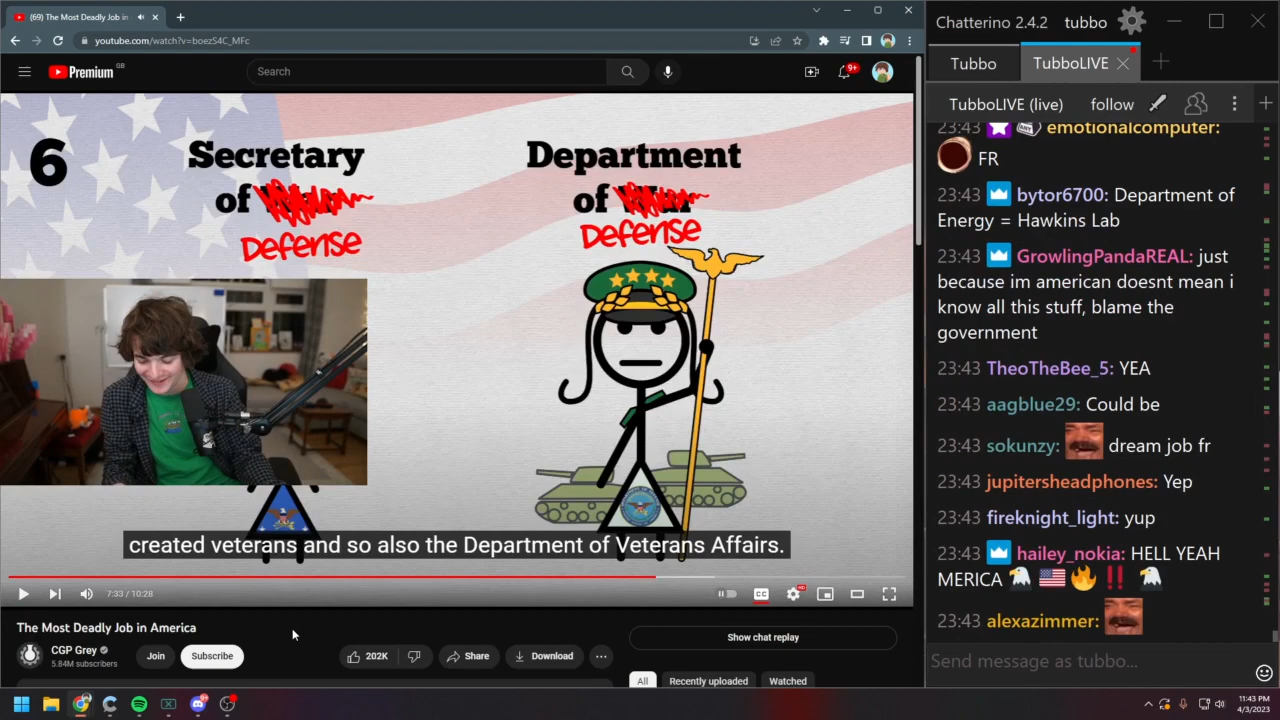 (69) The Most Deadly Job in
youtube.com/watch?v=boezS4C_MFc
Premium
GB
Search
9+
6
Secretary
of
Defense
Department
of
Defense
created veterans and so also the Department of Veterans Affairs.
:33 / 10:28
CC
HD
The Most Deadly Job in America
CGP Grey
5.84M subscribers
Join
Subscribe
202K
Share
Download
Show chat replay
All
Recently uploaded
Watched
Chatterino 2.4.2
tubbo
Tubbo
TubboLIVE
TubboLIVE (live)
follow
23:43 emotionalcomputer:
FR
23:43 bytor6700: Department of
Energy = Hawkins Lab
23:43 GrowlingPandaREAL: just
because im american doesnt mean i
know all this stuff, blame the
government
23:43 TheoTheBee_5: YEA
23:43 aagblue29: Could be
23:43 sokunzy: dream job fr
23:43 jupitersheadphones: Yep
23:43 fireknight_light: yup
23:43 hailey_nokia: HELL YEAH
MERICA 🦅 🇺🇸 🔥 ‼️ 🦅
23:43 alexazimmer:
Send message as tubbo...
11:43 PM
4/3/2023